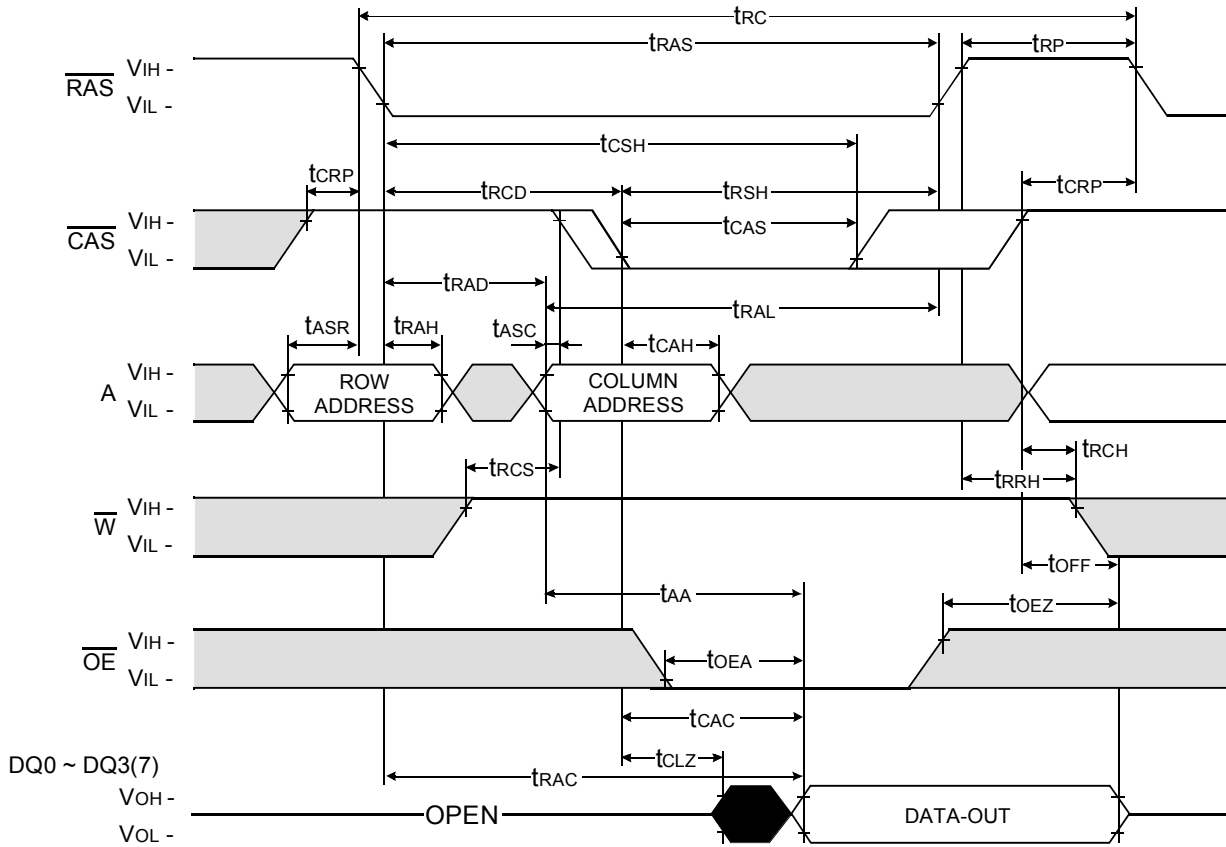 tRC
tRAS
tRP
RAS
VIH -
VIL -
tCSH
tCRP
tRCD
tRSH
tCRP
CAS
VIH -
VIL -
tCAS
tRAD
tRAL
tASR
tRAH
tASC
tCAH
A
VIH -
VIL -
ROW
ADDRESS
COLUMN
ADDRESS
tRCS
tRCH
tRRH
W
VIH -
VIL -
tOFF
tAA
tOEZ
OE
VIH -
VIL -
tOEA
tCAC
tCLZ
DQ0 ~ DQ3(7)
tRAC
VOH -
VOL -
OPEN
DATA-OUT